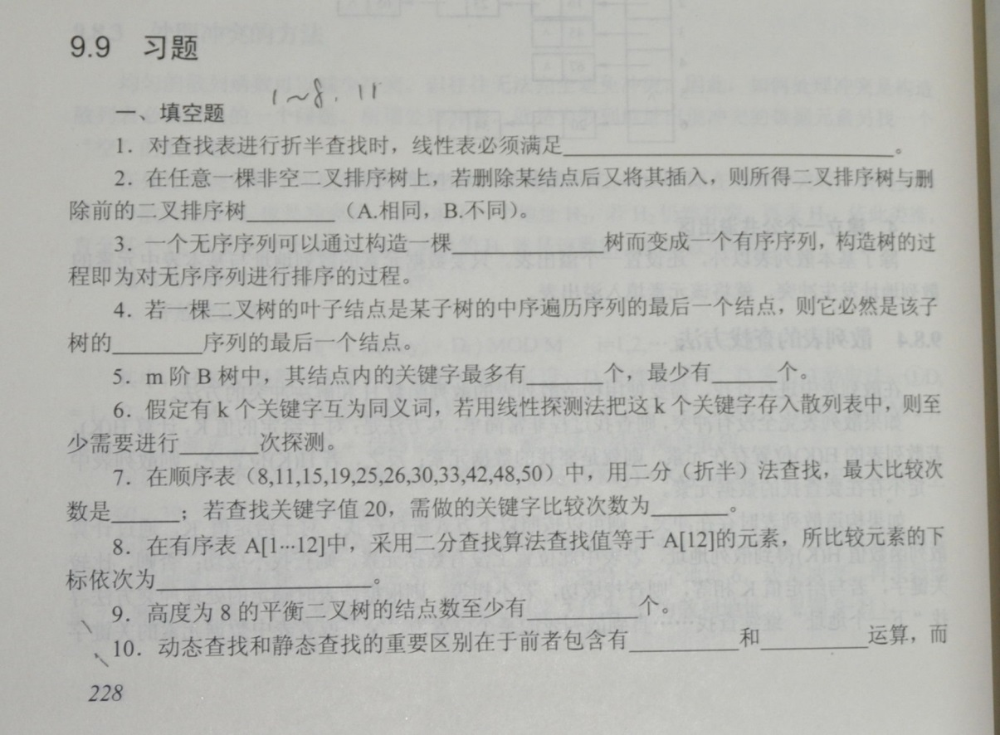 9.9 习题
1~8. 11
一、填空题
1．对查找表进行折半查找时，线性表必须满足____________________。
2．在任意一棵非空二叉排序树上，若删除某结点后又将其插入，则所得二叉排序树与删
除前的二叉排序树________（A.相同，B.不同）。
3．一个无序序列可以通过构造一棵____________树而变成一个有序序列，构造树的过
程即为对无序序列进行排序的过程。
4．若一棵二叉树的叶子结点是某子树的中序遍历序列的最后一个结点，则它必然是该子
树的________序列的最后一个结点。
5．m 阶 B 树中，其结点内的关键字最多有______个，最少有______个。
6．假定有 k 个关键字互为同义词，若用线性探测法把这 k 个关键字存入散列表中，则至
少需要进行______次探测。
7．在顺序表（8,11,15,19,25,26,30,33,42,48,50）中，用二分（折半）法查找，最大比较次
数是______；若查找关键字值 20，需做的关键字比较次数为______。
8．在有序表 A[1…12]中，采用二分查找算法查找值等于 A[12]的元素，所比较元素的下
标依次为____________________。
9．高度为 8 的平衡二叉树的结点数至少有__________个。
10．动态查找和静态查找的重要区别在于前者包含有__________和__________运算，而
228